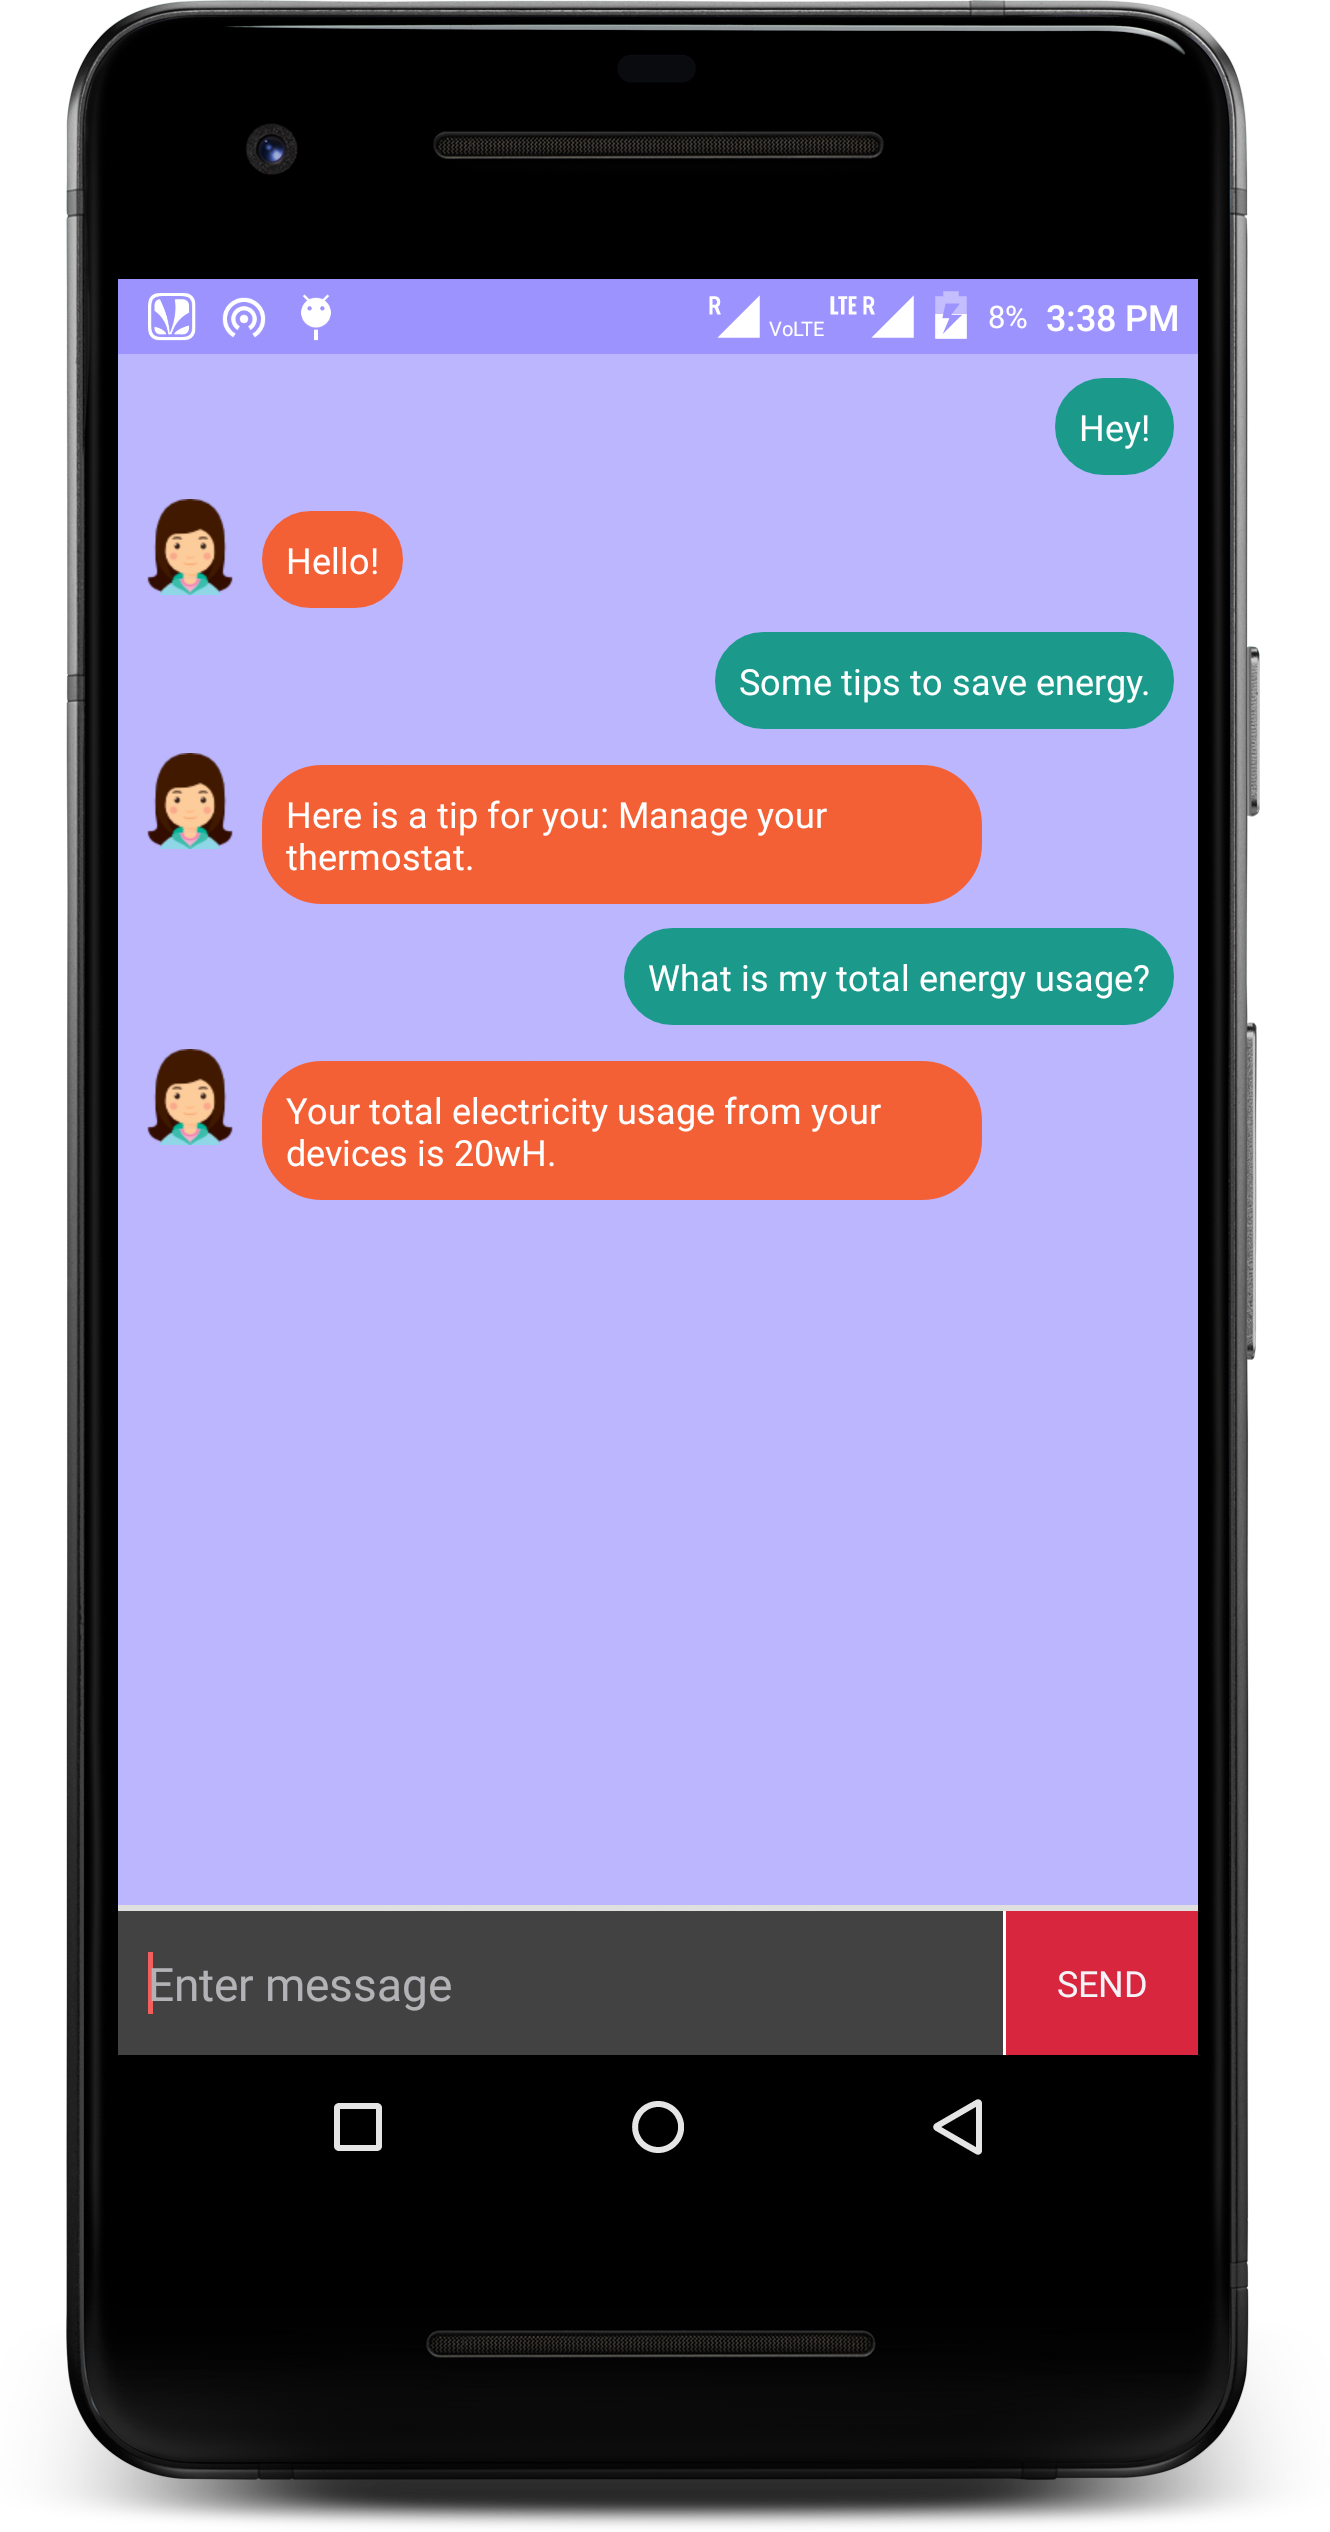 R VoLTE LTE R 8% 3:38 PM
Hey!
Hello!
Some tips to save energy.
Here is a tip for you: Manage your
thermostat.
What is my total energy usage?
Your total electricity usage from your
devices is 20wH.
Enter message
SEND